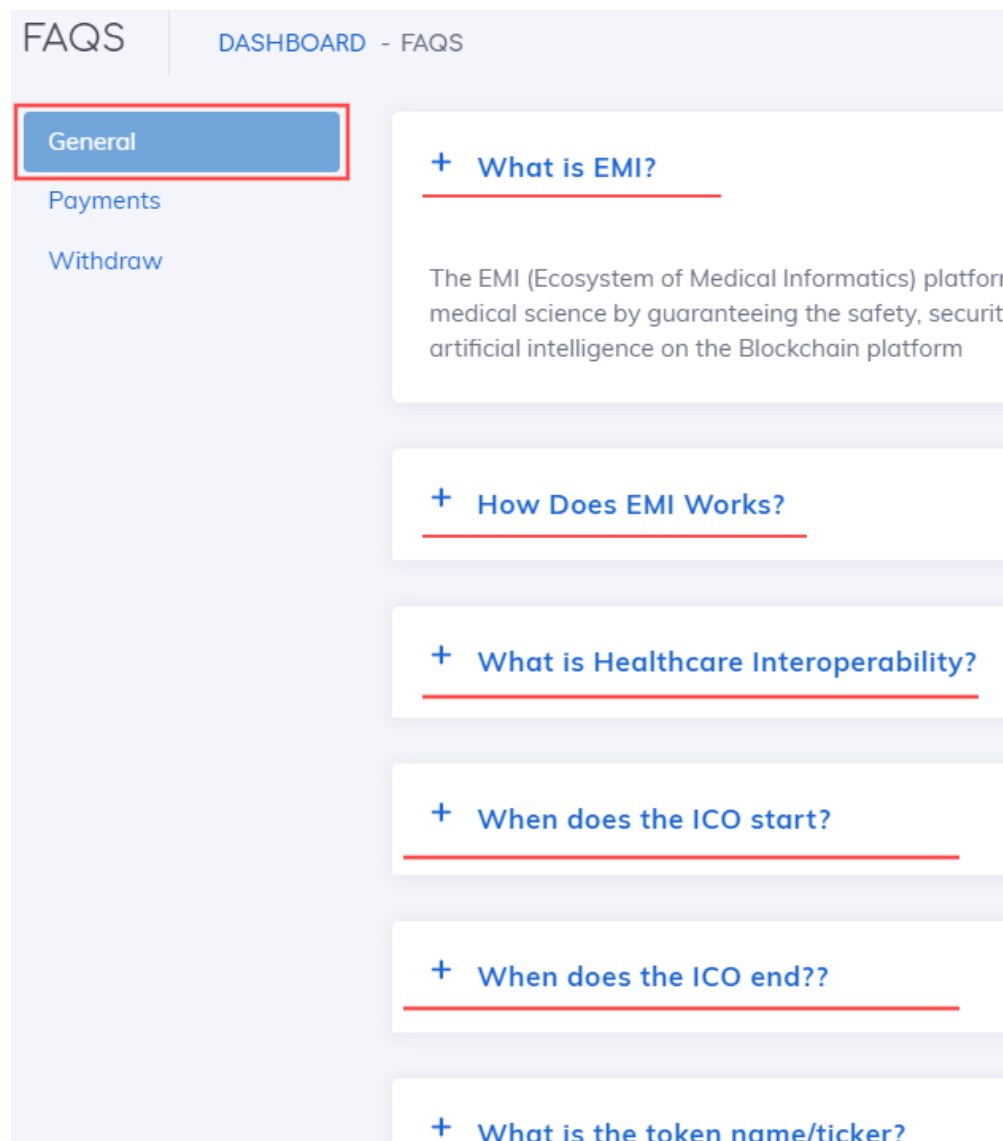 FAQS
DASHBOARD - FAQS
General
Payments
Withdraw
+ What is EMI?
The EMI (Ecosystem of Medical Informatics)
medical science by guaranteeing the safety,
artificial intelligence on the Blockchain platform
+ How Does EMI Works?
+ What is Healthcare Interoperability?
+ When does the ICO start?
+ When does the ICO end??
+ What is the token name/ticker?